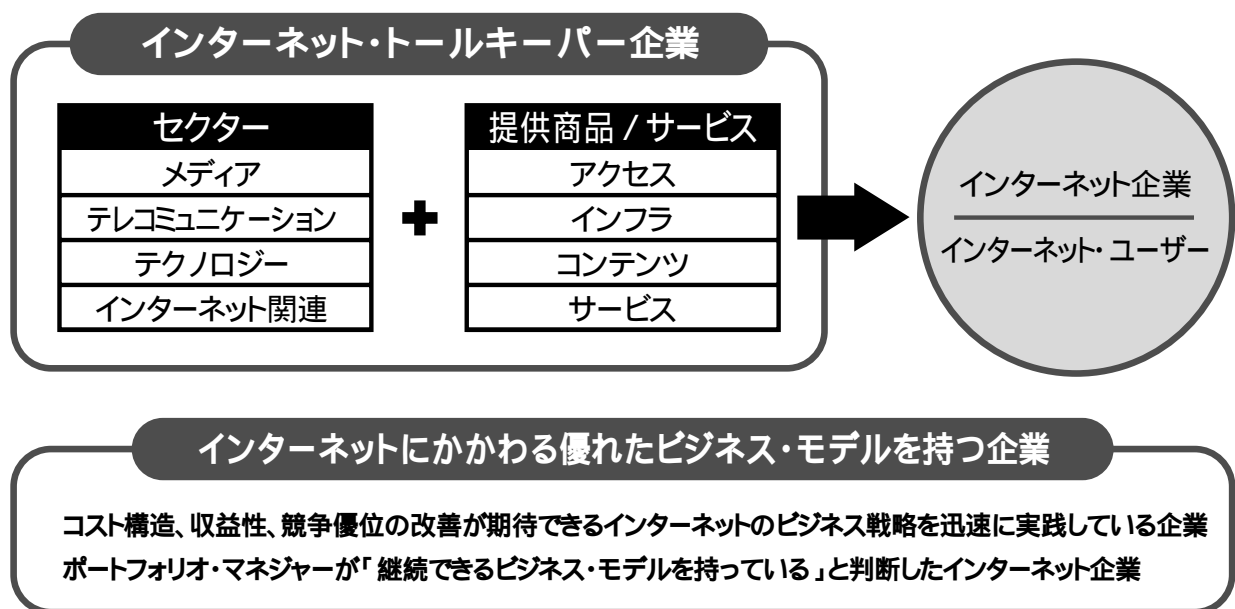 インターネット・トールキーパー企業
セクター
メディア
テレコミュニケーション
テクノロジー
インターネット関連
+
提供商品 / サービス
アクセス
インフラ
コンテンツ
サービス
インターネット企業
インターネット・ユーザー
インターネットにかかわる優れたビジネス・モデルを持つ企業
コスト構造、収益性、競争優位の改善が期待できるインターネットのビジネス戦略を迅速に実践している企業
ポートフォリオ・マネジャーが「継続できるビジネス・モデルを持っている」と判断したインターネット企業